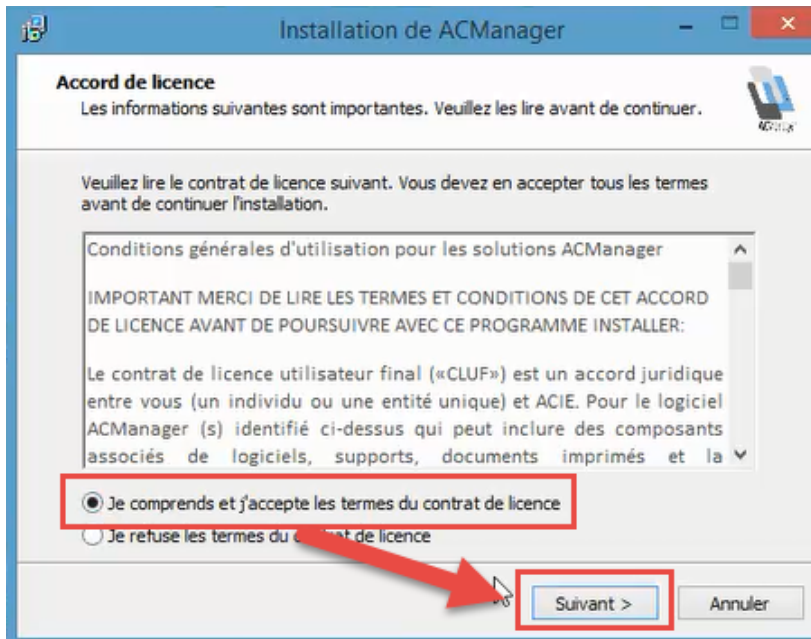 Installation de ACManager
Accord de licence
Les informations suivantes sont importantes. Veuillez les lire avant de continuer.
Veuillez lire le contrat de licence suivant. Vous devez en accepter tous les termes
avant de continuer l'installation.
Conditions générales d'utilisation pour les solutions ACManager
IMPORTANT MERCI DE LIRE LES TERMES ET CONDITIONS DE CET ACCORD
DE LICENCE AVANT DE POURSUIVRE AVEC CE PROGRAMME INSTALLER:
Le contrat de licence utilisateur final («CLUF») est un accord juridique
entre vous (un individu ou une entité unique) et ACIE. Pour le logiciel
ACManager (s) identifié ci-dessus qui peut inclure des composants
associés de logiciels, supports, documents imprimés et la
Je comprends et j'accepte les termes du contrat de licence
Je refuse les termes du contrat de licence
Suivant >
Annuler